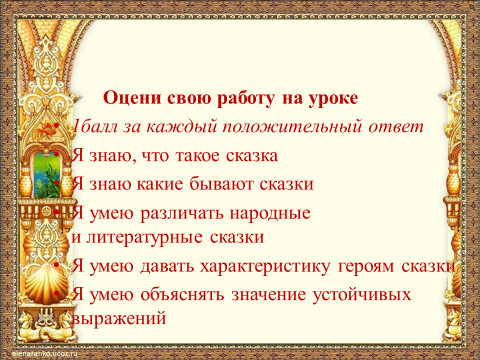 Оцени свою работу на уроке
1балл за каждый положительный ответ
Я знаю, что такое сказка
Я знаю какие бывают сказки
• Я умею различать народные
и литературные сказки
• Я умею давать характеристику героям сказки
Я умею объяснять значение устойчивых
выражений
elenaranko.ucoz.ru